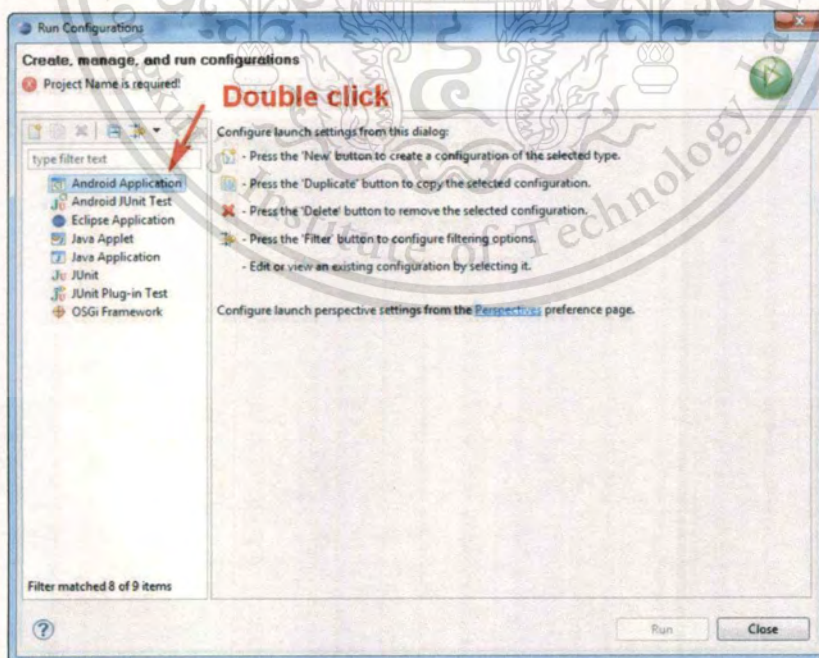 Run Configurations
Create, manage, and run configurations
Project Name is required!
Double click
type filter text
Android Application
Android JUnit Test
Eclipse Application
Java Applet
Java Application
JUnit
JUnit Plug-in Test
OSGi Framework
Filter matched 8 of 9 items
Configure launch settings from this dialog:
- Press the 'New' button to create a configuration of the selected type.
- Press the 'Duplicate' button to copy the selected configuration.
- Press the 'Delete' button to remove the selected configuration.
- Press the 'Filter' button to configure filtering options.
- Edit or view an existing configuration by selecting it.
Configure launch perspective settings from the Perspectives preference page.
Run
Close
Institute of Technology